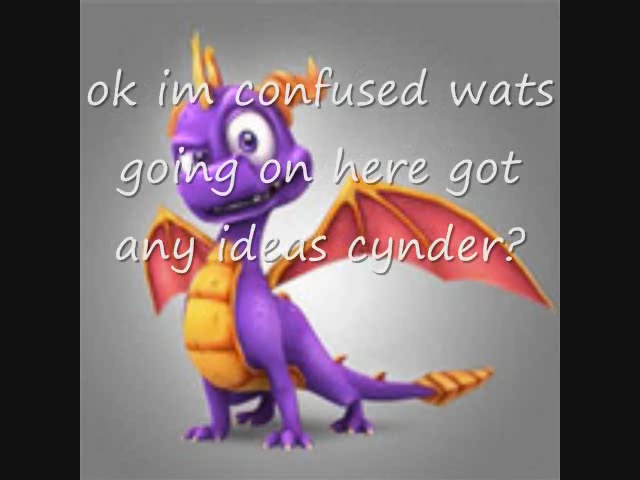 ok im confused wats
going on here got
any ideas cynder?